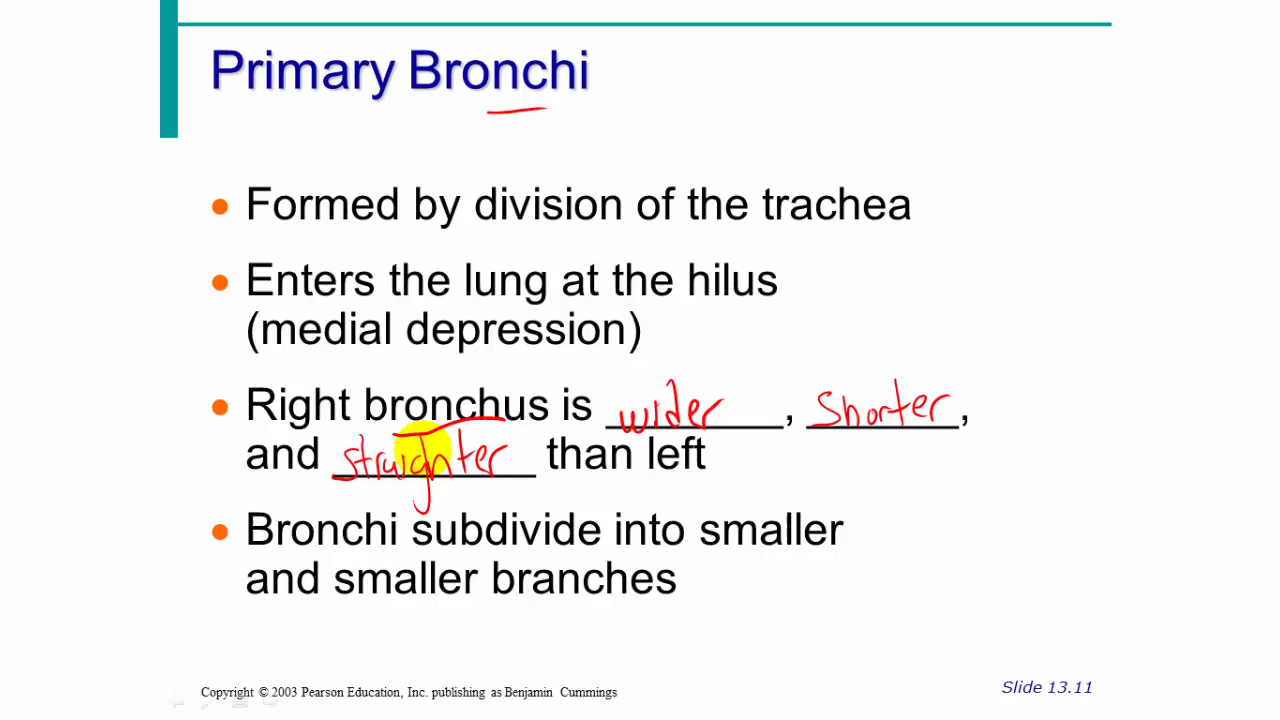 Primary Bronchi
• Formed by division of the trachea
• Enters the lung at the hilus
(medial depression)
• Right bronchus is wider, shorter,
and straighter than left
• Bronchi subdivide into smaller
and smaller branches
Copyright © 2003 Pearson Education, Inc. publishing as Benjamin Cummings
Slide 13.11